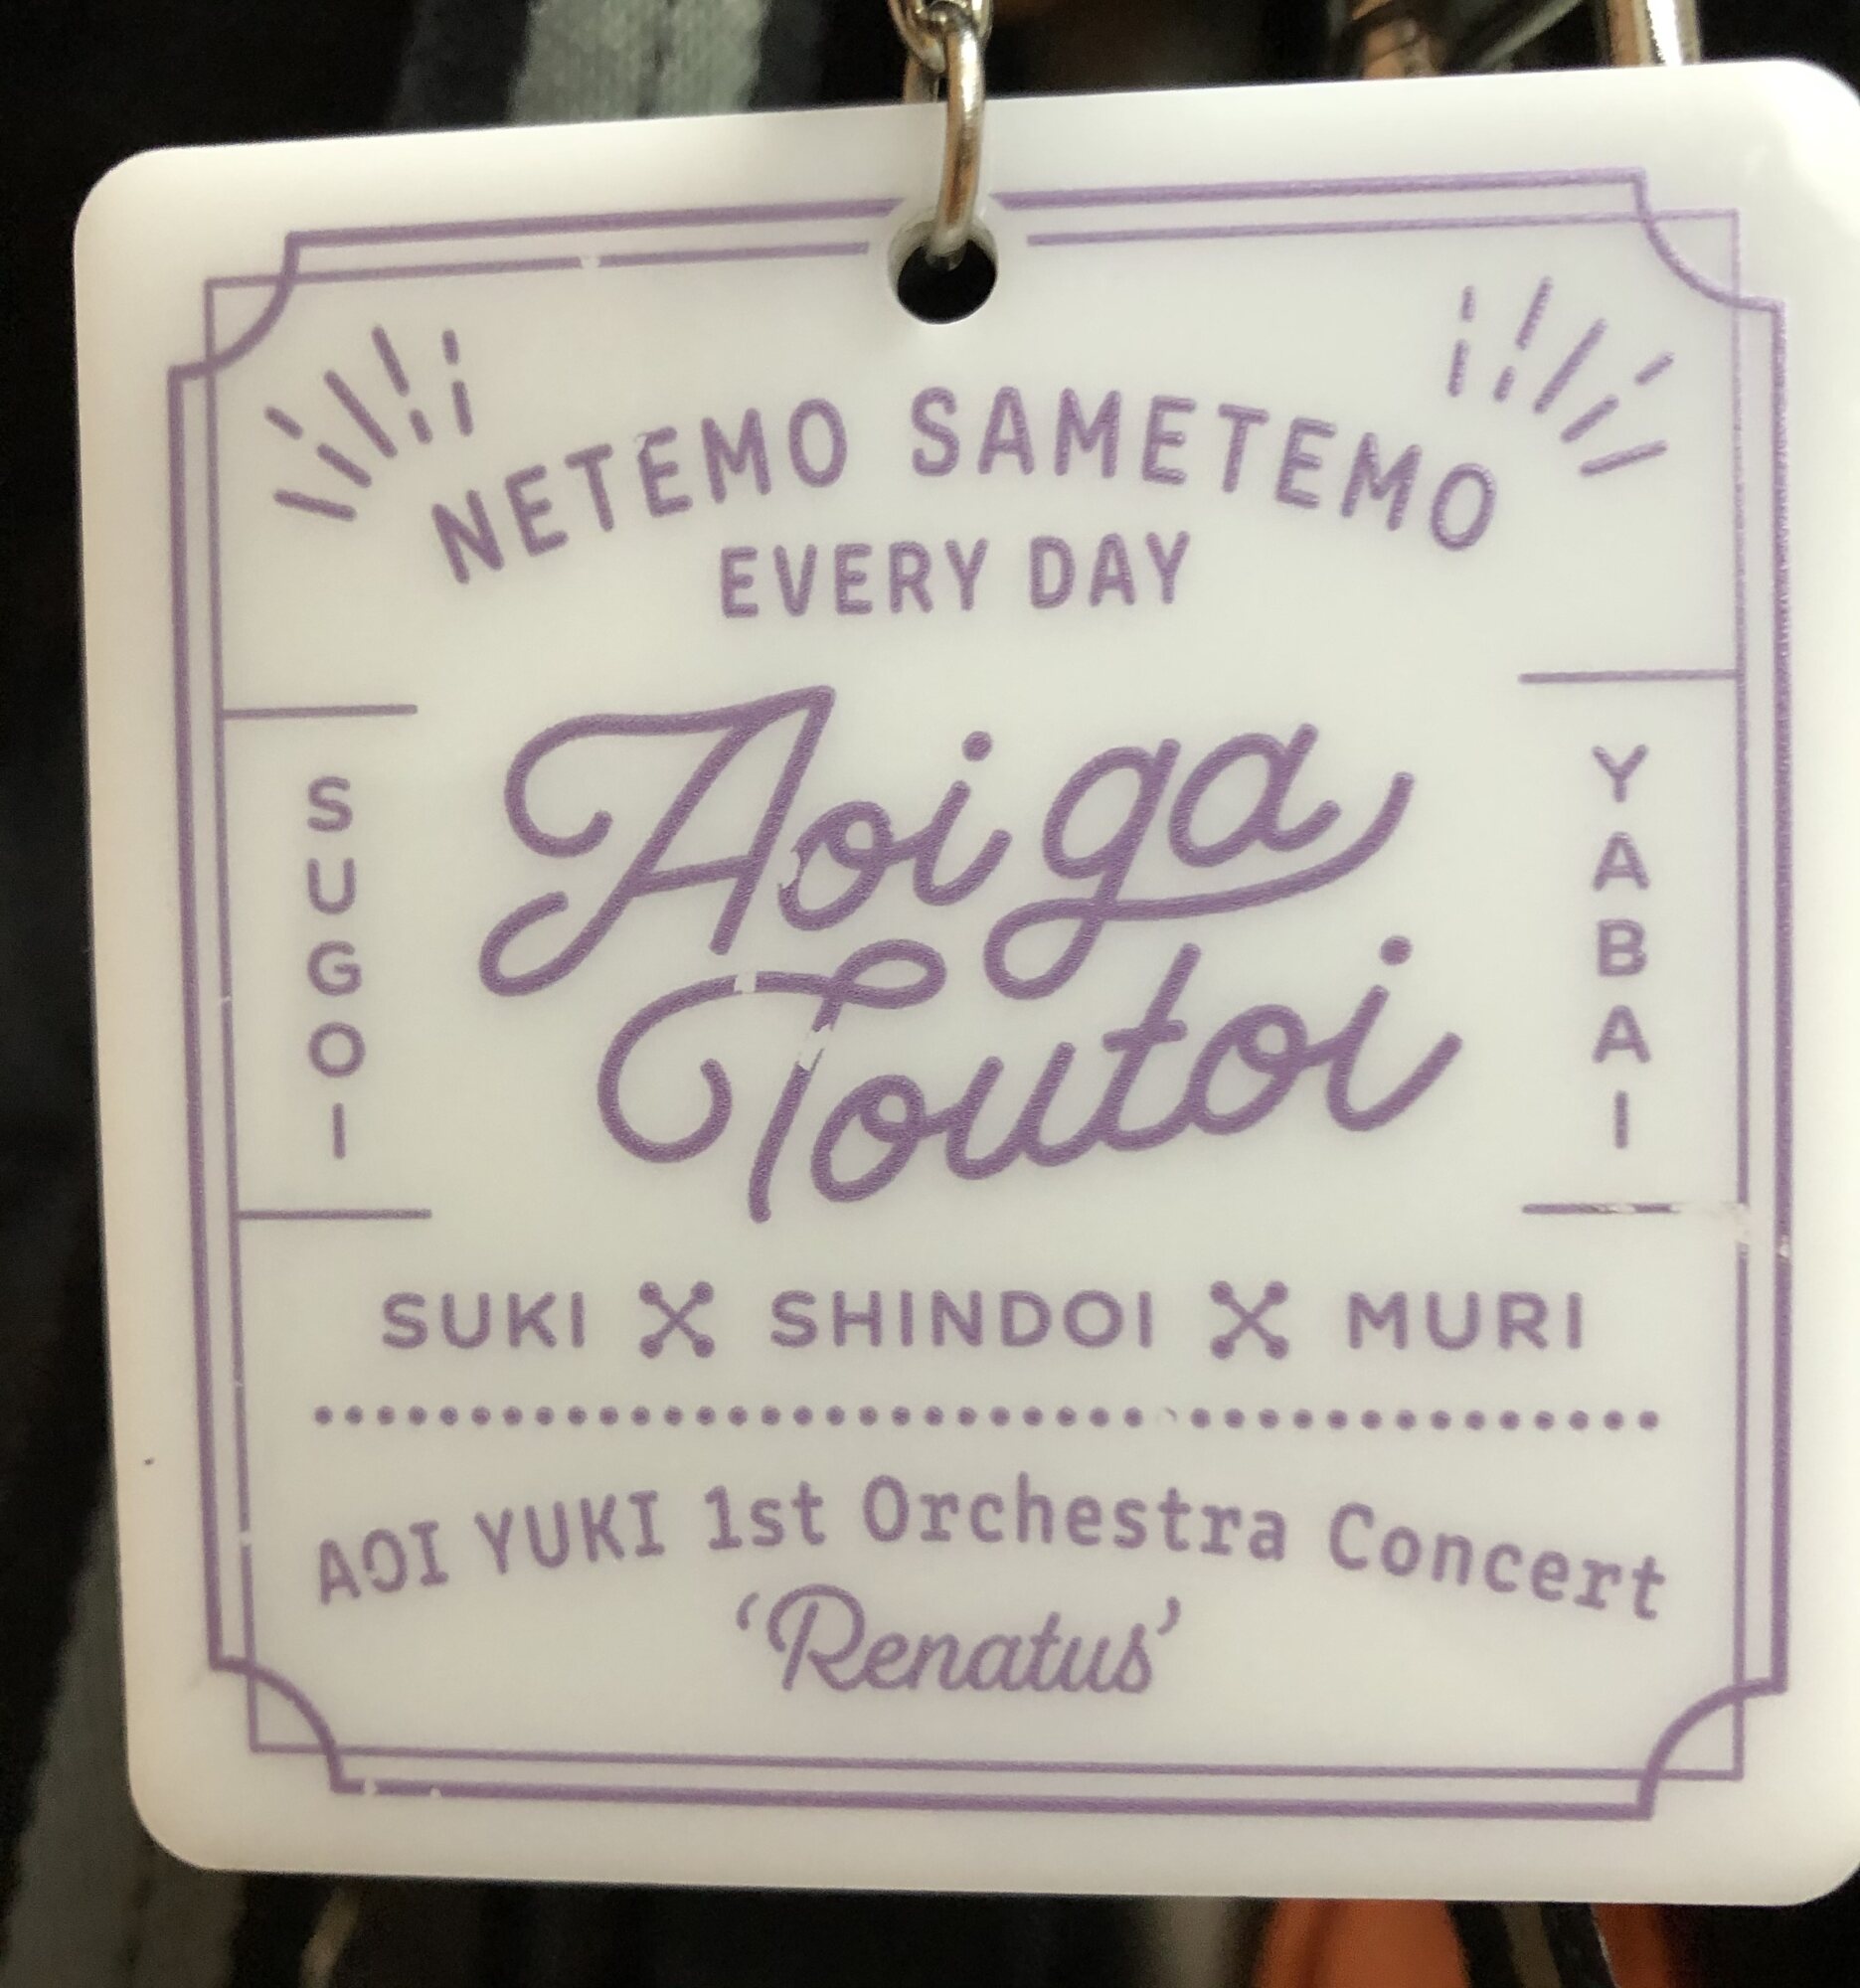 NETEMO SAMETEMO
EVERY DAY
SUGOI
Aoi ga
Toutoi
YABAI
SUKI SHINDOI MURI
AOI YUKI 1st Orchestra Concert
‘Renatus’